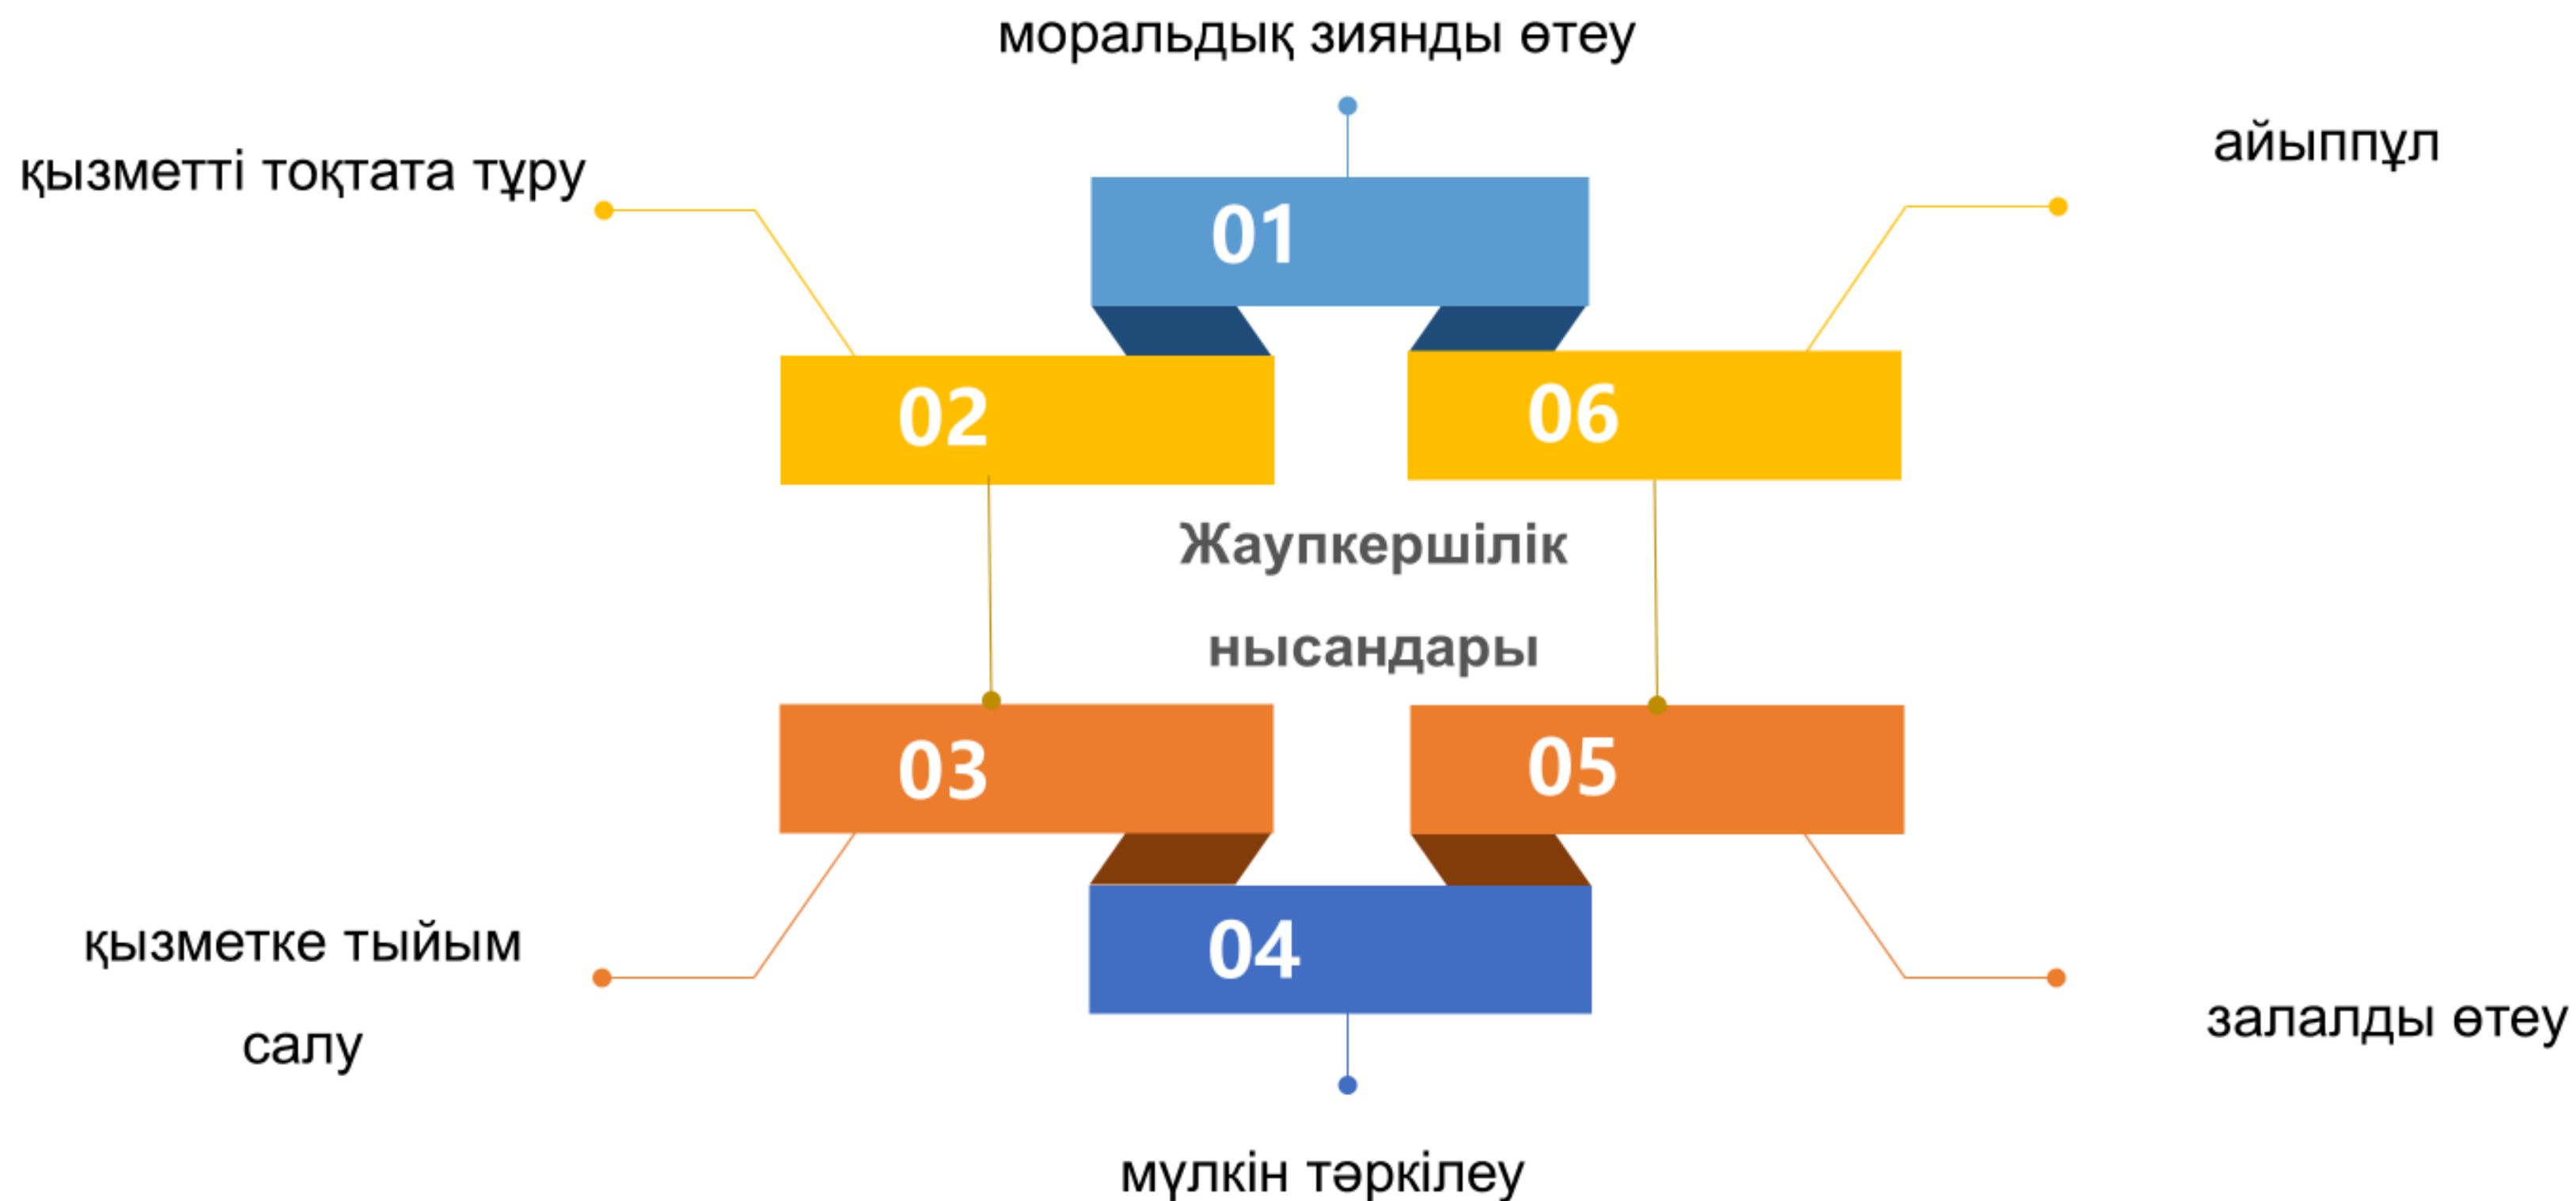 моральдық зиянды өтеу
қызметті тоқтата тұру
айыппұл
01
02
06
Жаупкершілік
нысандары
03
05
04
қызметке тыйым
салу
залалды өтеу
мүлкін тәркілеу